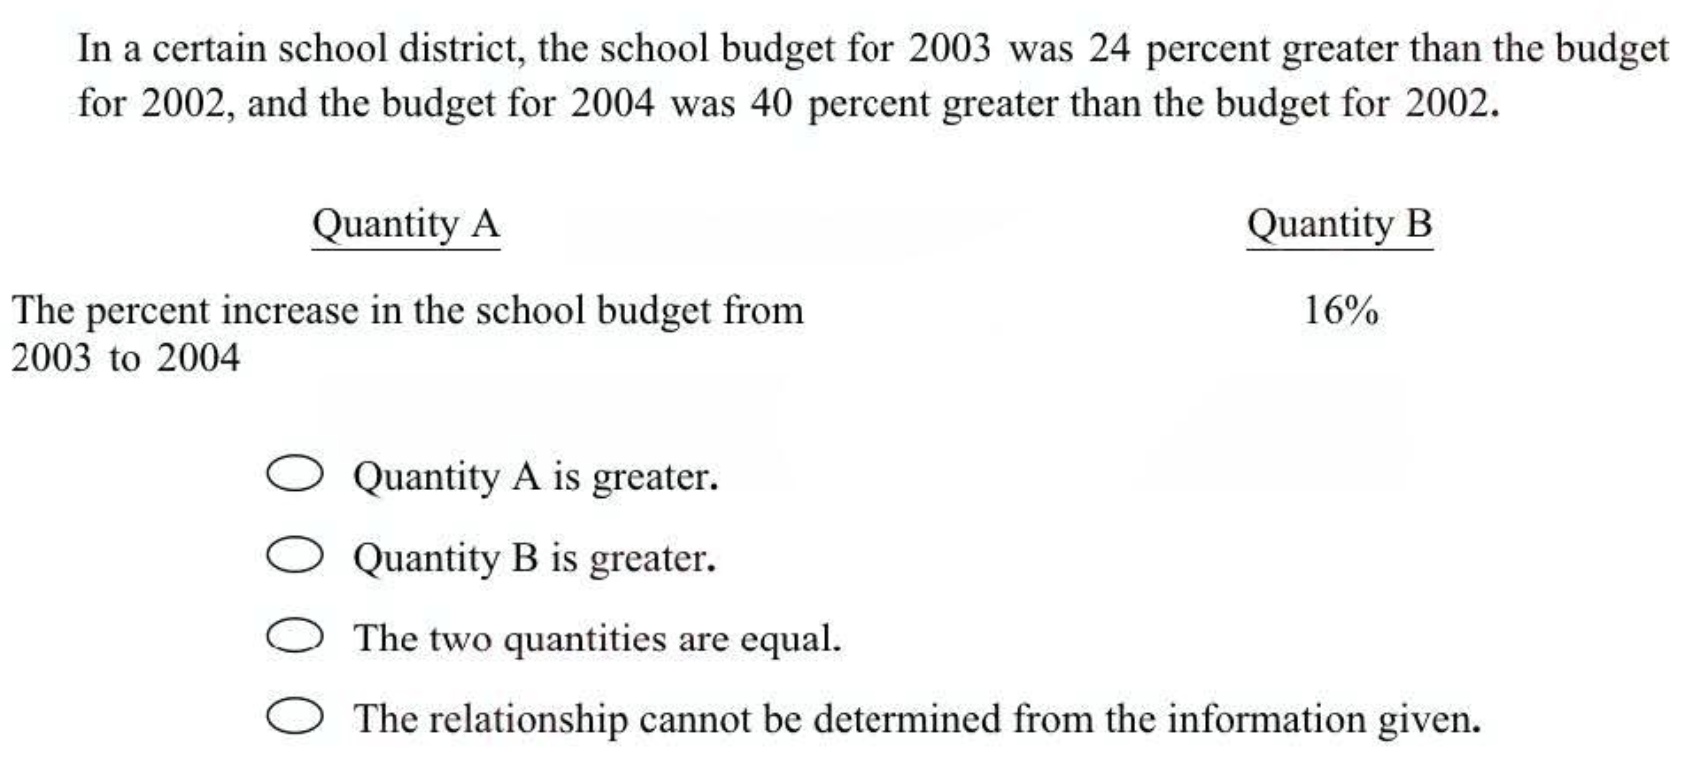 In a certain school district, the school budget for 2003 was 24 percent greater than the budget
for 2002, and the budget for 2004 was 40 percent greater than the budget for 2002.
Quantity A
Quantity B
The percent increase in the school budget from
2003 to 2004
16%
Quantity A is greater.
Quantity B is greater.
The two quantities are equal.
The relationship cannot be determined from the information given.